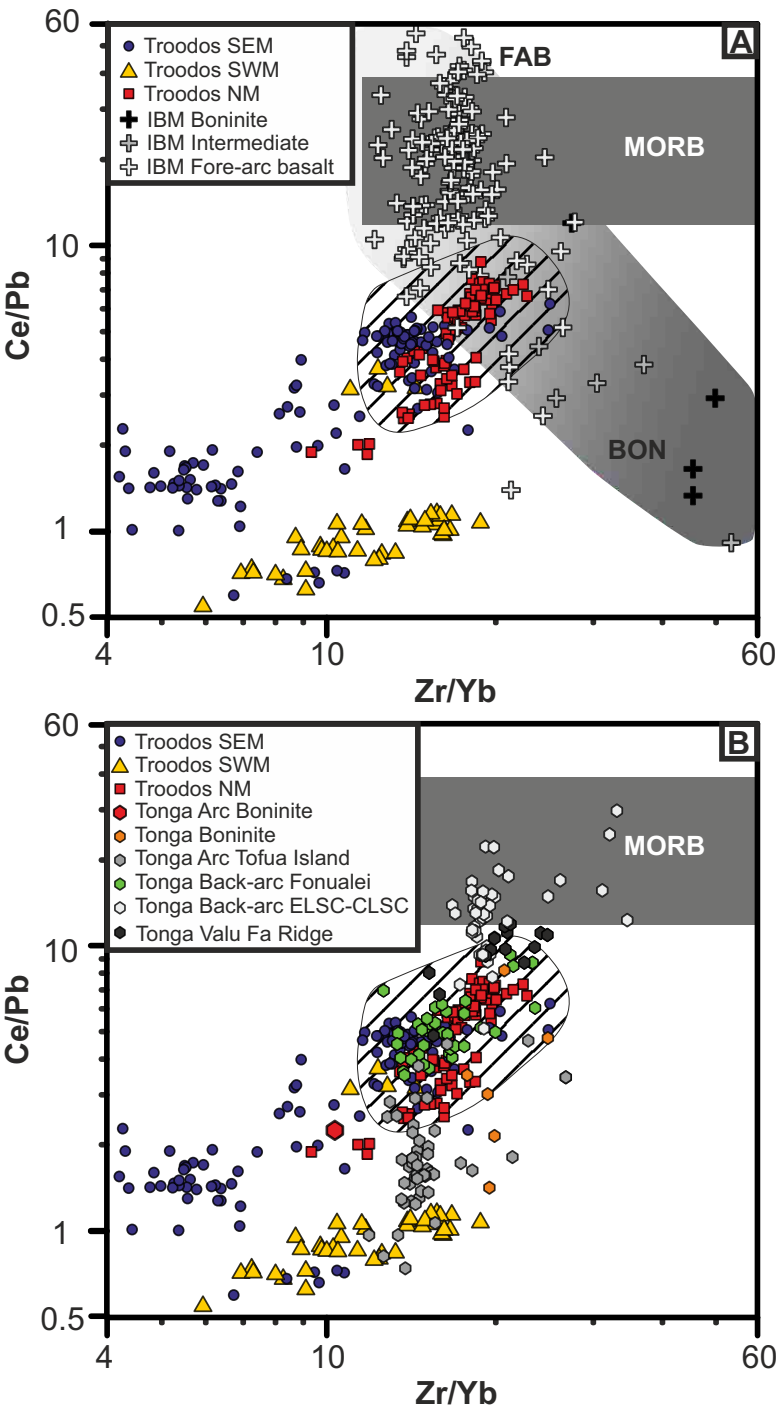 60
Troodos SEM
Troodos SWM
Troodos NM
IBM Boninite
IBM Intermediate
IBM Fore-arc basalt
A
FAB
MORB
10
Ce/Pb
BON
1
0.5
4
10
60
Zr/Yb
60
Troodos SEM
Troodos SWM
Troodos NM
Tonga Arc Boninite
Tonga Boninite
Tonga Arc Tofua Island
Tonga Back-arc Fonualei
Tonga Back-arc ELSC-CLSC
Tonga Valu Fa Ridge
B
MORB
10
Ce/Pb
1
0.5
4
10
60
Zr/Yb